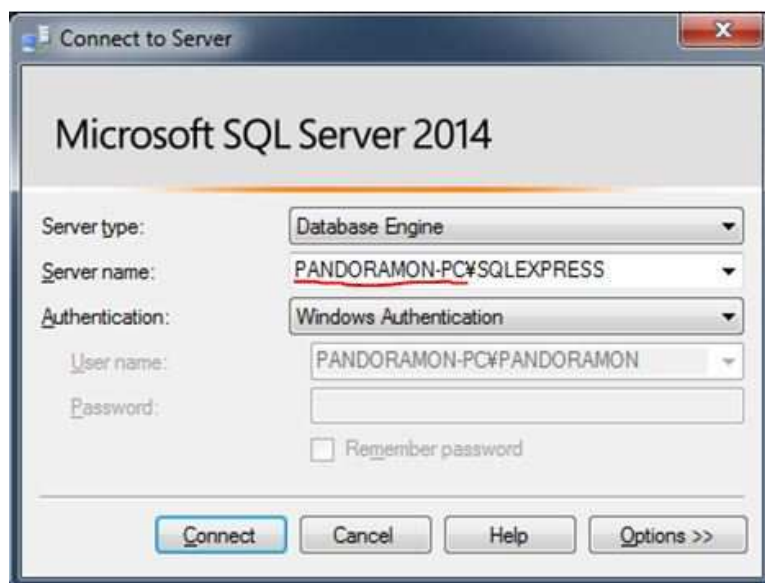 Connect to Server
Microsoft SQL Server 2014
Server type: Database Engine
Server name: PANDORAMON-PC¥SQLEXPRESS
Authentication: Windows Authentication
User name: PANDORAMON-PC¥PANDORAMON
Password:
Remember password
Connect Cancel Help Options >>